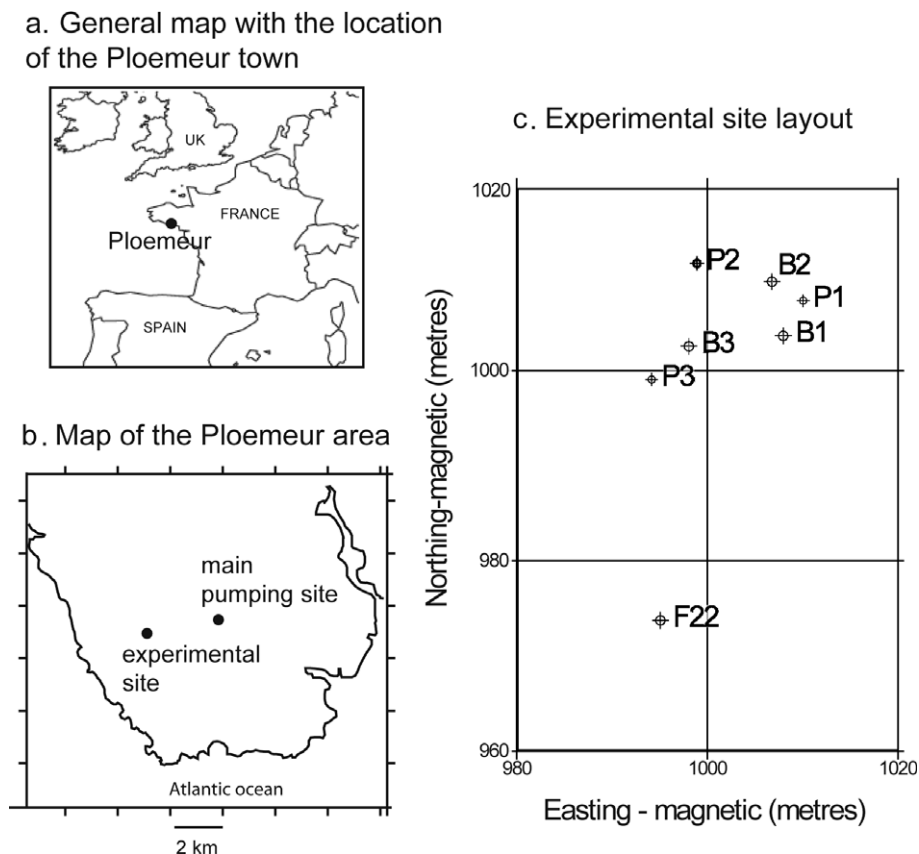 a. General map with the location
of the Ploemeur town
UK
FRANCE
Ploemeur
SPAIN
b. Map of the Ploemeur area
main
pumping site
experimental
site
Atlantic ocean
2 km
c. Experimental site layout
Northing-magnetic (metres)
1020
1000
980
960
P2
B2
P1
B1
B3
P3
F22
980
1000
1020
Easting - magnetic (metres)